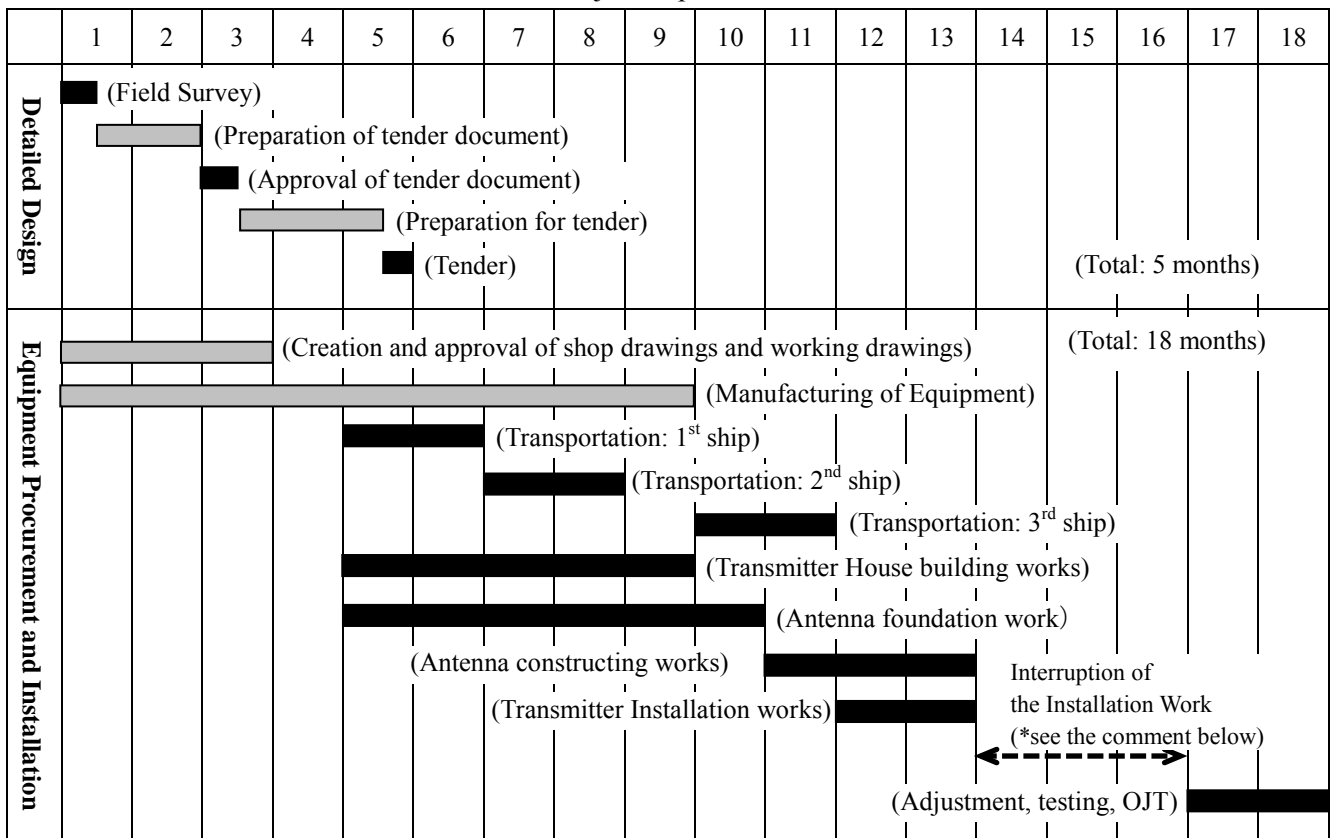 1 2 3 4 5 6 7 8 9 10 11 12 13 14 15 16 17 18
Detailed Design
(Field Survey)
(Preparation of tender document)
(Approval of tender document)
(Preparation for tender)
(Tender)
(Total: 5 months)
Equipment Procurement and Installation
(Total: 18 months)
(Creation and approval of shop drawings and working drawings)
(Manufacturing of Equipment)
(Transportation: 1st ship)
(Transportation: 2nd ship)
(Transportation: 3rd ship)
(Transmitter House building works)
(Antenna foundation work)
(Antenna constructing works)
Interruption of
the Installation Work
(*see the comment below)
(Transmitter Installation works)
(Adjustment, testing, OJT)